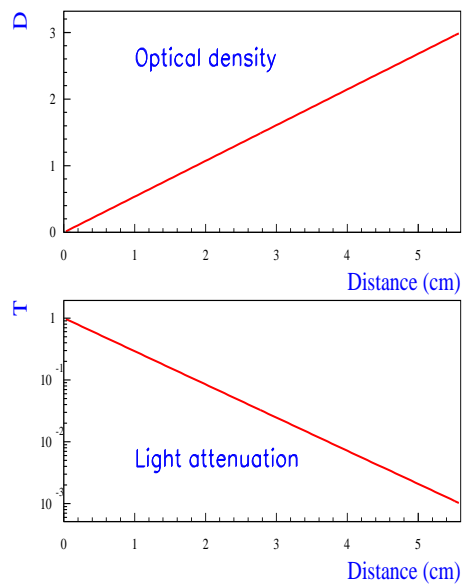 D
3
Optical density
2
1
0
0 1 2 3 4 5
Distance (cm)
T
1
10 -1
10 -2
Light attenuation
10 -3
0 1 2 3 4 5
Distance (cm)